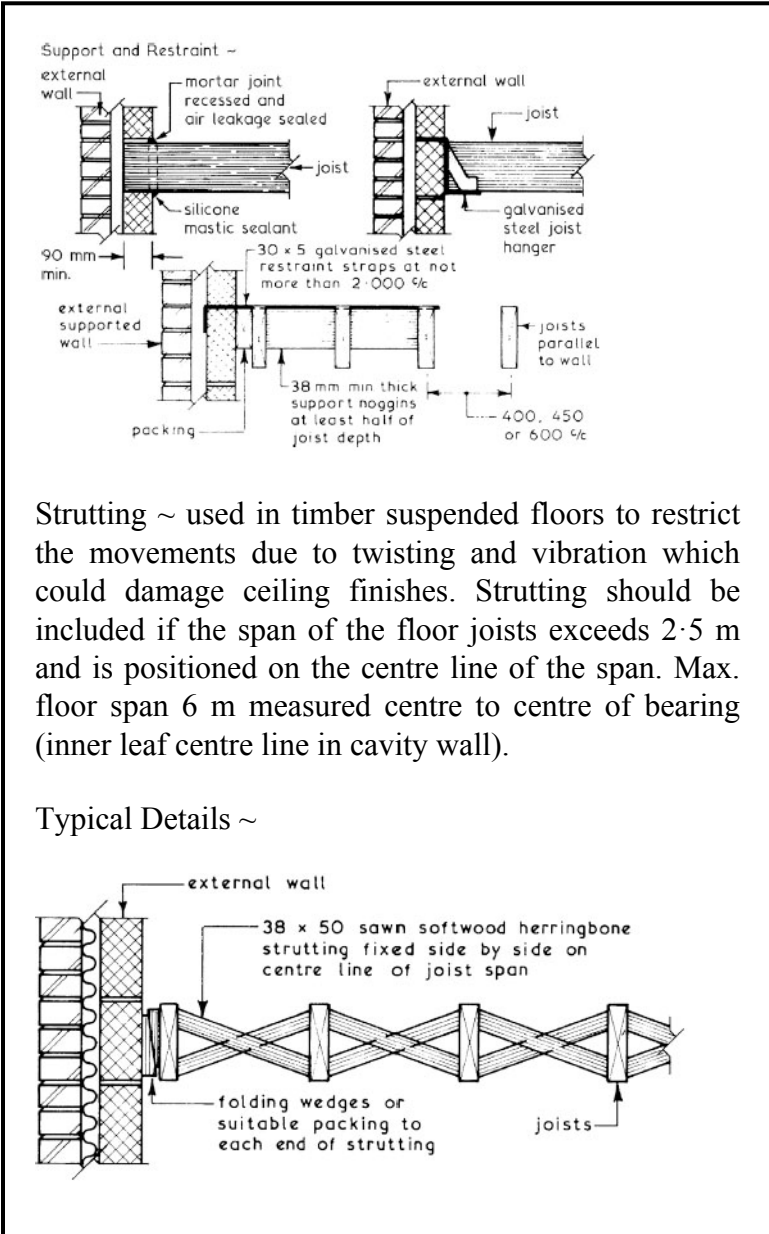 Support and Restraint ~
external
wall
mortar joint
recessed and
air leakage sealed
joist
silicone
mastic sealant
90 mm
min.
external wall
joist
galvanised
steel joist
hanger
30 x 5 galvanised steel
restraint straps at not
more than 2·000 c/c
external
supported
wall
packing
38 mm min thick
support noggins
at least half of
joist depth
joists
parallel
to wall
400, 450
or 600 c/c
Strutting ~ used in timber suspended floors to restrict
the movements due to twisting and vibration which
could damage ceiling finishes. Strutting should be
included if the span of the floor joists exceeds 2·5 m
and is positioned on the centre line of the span. Max.
floor span 6 m measured centre to centre of bearing
(inner leaf centre line in cavity wall).
Typical Details ~
external wall
38 x 50 sawn softwood herringbone
strutting fixed side by side on
centre line of joist span
folding wedges or
suitable packing to
each end of strutting
joists